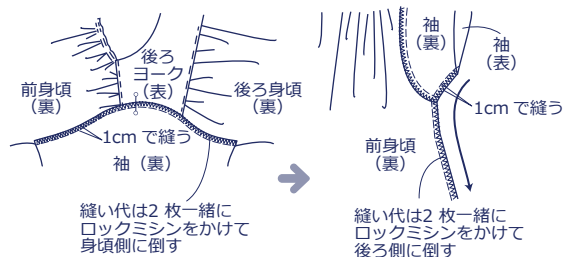 後ろ
ヨーク
（表）
前身頃
（裏）
後ろ身頃
（裏）
1cm で縫う
袖（裏）
縫い代は2 枚一緒に
ロックミシンをかけて
身頃側に倒す
袖
（裏）
袖
（表）
1cm で縫う
前身頃
（裏）
縫い代は2 枚一緒に
ロックミシンをかけて
後ろ側に倒す